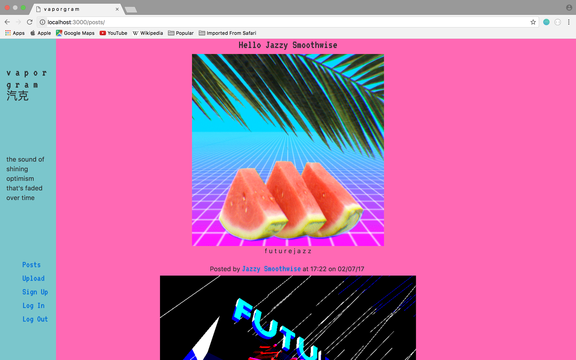 vaporgram
localhost:3000/posts/
Apps Apple Google Maps YouTube Wikipedia Popular Imported From Safari
Hello Jazzy Smoothwise
v a p o r
g r a m
汽克
the sound of
shining
optimism
that's faded
over time
Posts
Upload
Sign Up
Log In
Log Out
futurejazz
Posted by Jazzy Smoothwise at 17:22 on 02/07/17
FUTU